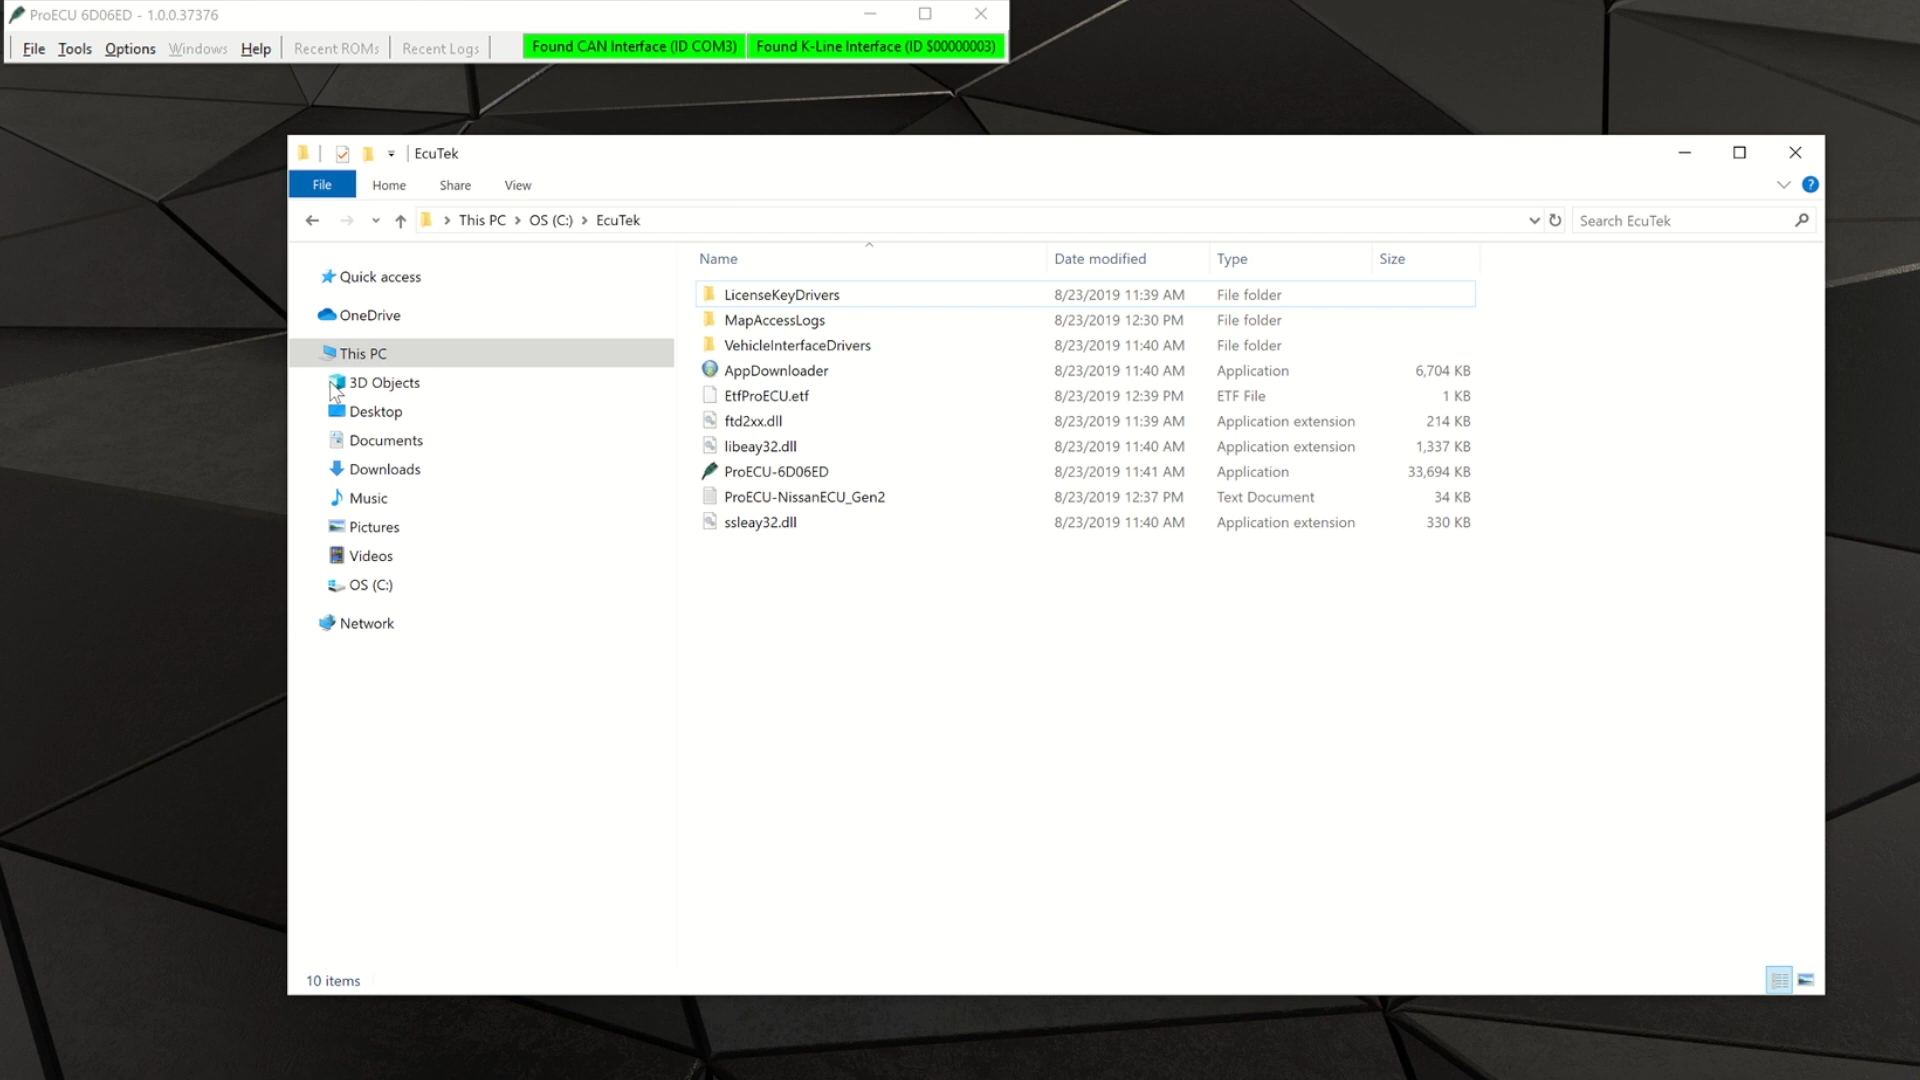 ProECU 6D06ED - 1.0.0.37376
File Tools Options Windows Help Recent ROMs Recent Logs Found CAN Interface (ID COM3) Found K-Line Interface (ID S00000003)
EcuTek
File Home Share View
This PC > OS (C:) > EcuTek Search EcuTek
Name Date modified Type Size
Quick access
OneDrive
This PC
3D Objects
Desktop
Documents
Downloads
Music
Pictures
Videos
OS (C:)
Network
LicenseKeyDrivers 8/23/2019 11:39 AM File folder
MapAccessLogs 8/23/2019 12:30 PM File folder
VehicleInterfaceDrivers 8/23/2019 11:40 AM File folder
AppDownloader 8/23/2019 11:40 AM Application 6,704 KB
EtfProECU.etf 8/23/2019 12:39 PM ETF File 1 KB
ftd2xx.dll 8/23/2019 11:39 AM Application extension 214 KB
libeay32.dll 8/23/2019 11:40 AM Application extension 1,337 KB
ProECU-6D06ED 8/23/2019 11:41 AM Application 33,694 KB
ProECU-NissanECU_Gen2 8/23/2019 12:37 PM Text Document 34 KB
ssleay32.dll 8/23/2019 11:40 AM Application extension 330 KB
10 items